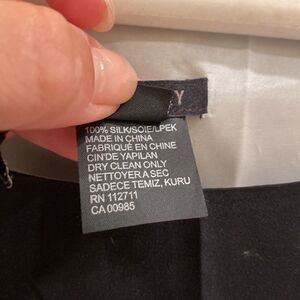 Y
100% SILK/SOIE/LPEK
MADE IN CHINA
FABRIQUÉ EN CHINE
CIN'DE YAPILAN
DRY CLEAN ONLY
NETTOYER A SEC
SADECE TEMIZ, KURU
RN 112711
CA 00985